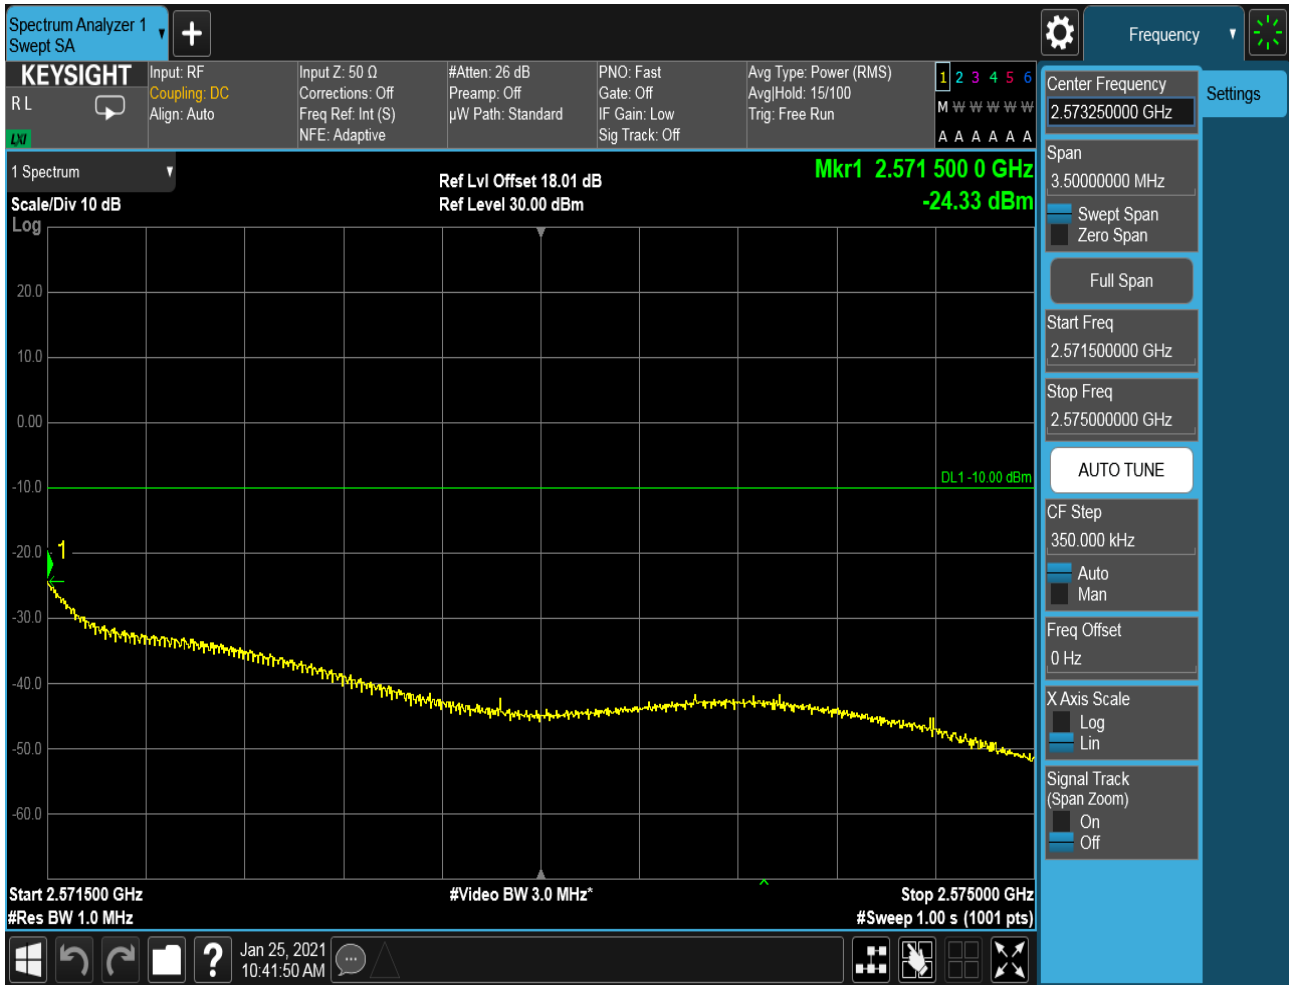 Spectrum Analyzer 1
Swept SA
Frequency
KEYSIGHT
R L
LXI
Input: RF
Coupling: DC
Align: Auto
Input Z: 50 Ω
Corrections: Off
Freq Ref: Int (S)
NFE: Adaptive
#Atten: 26 dB
Preamp: Off
µW Path: Standard
PNO: Fast
Gate: Off
IF Gain: Low
Sig Track: Off
Avg Type: Power (RMS)
Avg|Hold: 15/100
Trig: Free Run
1 2 3 4 5 6
M W W W W W
A A A A A A
Center Frequency
2.573250000 GHz
Settings
Span
3.50000000 MHz
Swept Span
Zero Span
Full Span
Start Freq
2.571500000 GHz
Stop Freq
2.575000000 GHz
AUTO TUNE
CF Step
350.000 kHz
Auto
Man
Freq Offset
0 Hz
X Axis Scale
Log
Lin
Signal Track
(Span Zoom)
On
Off
1 Spectrum
Scale/Div 10 dB
Log
Ref Lvl Offset 18.01 dB
Ref Level 30.00 dBm
Mkr1 2.571 500 0 GHz
-24.33 dBm
20.0
10.0
0.00
-10.0
DL1 -10.00 dBm
-20.0
1
-30.0
-40.0
-50.0
-60.0
Start 2.571500 GHz
#Video BW 3.0 MHz*
Stop 2.575000 GHz
#Res BW 1.0 MHz
#Sweep 1.00 s (1001 pts)
?
Jan 25, 2021
10:41:50 AM